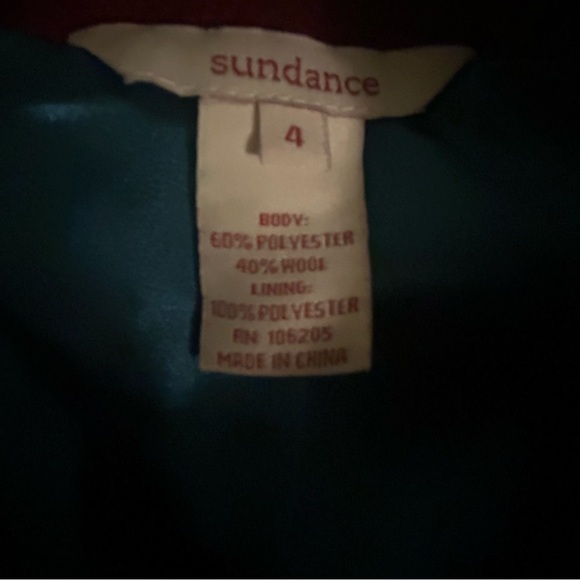 sundance
4
BODY:
60% POLYESTER
40% WOOL
LINING:
100% POLYESTER
RN: 106205
MADE IN CHINA